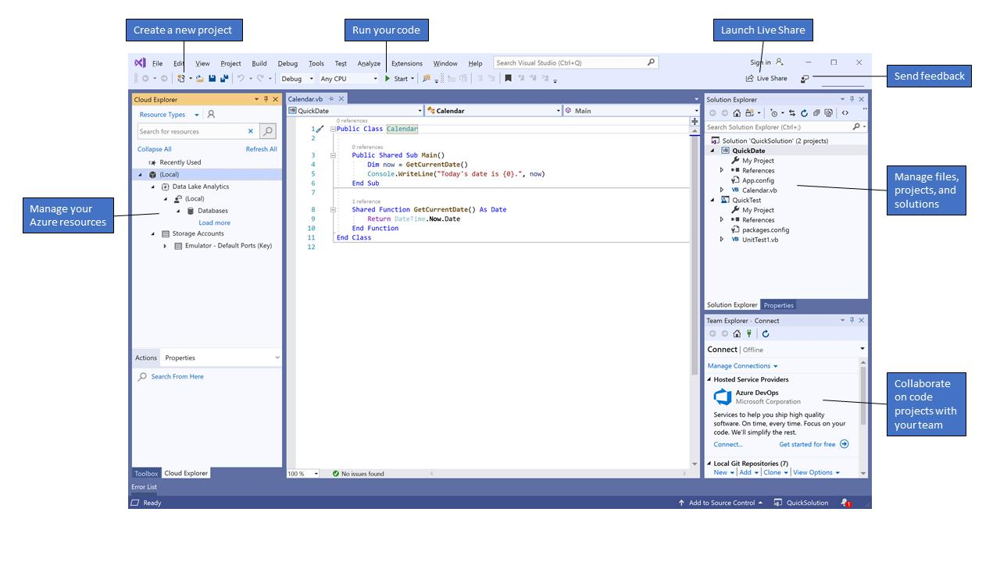 Create a new project
Run your code
Launch Live Share
File Edit View Project Build Debug Tools Test Analyze Extensions Window Help Search Visual Studio (Ctrl+Q) Sign in
Debug Any CPU Start Live Share
Send feedback
Cloud Explorer
Resource Types
Search for resources
Collapse All Refresh All
Recently Used
(Local)
Data Lake Analytics
(Local)
Databases
Load more
Storage Accounts
Emulator - Default Ports (Key)
Manage your
Azure resources
Actions Properties
Search From Here
Toolbox Cloud Explorer
Calendar.vb
QuickDate Calendar Main
0 references
1 Public Class Calendar
2
0 references
3 Public Shared Sub Main()
4 Dim now = GetCurrentDate()
5 Console.WriteLine("Today's date is {0}.", now)
6 End Sub
7
1 reference
8 Shared Function GetCurrentDate() As Date
9 Return DateTime.Now.Date
10 End Function
11 End Class
12
100 % No issues found
Solution Explorer
Search Solution Explorer (Ctrl+;)
Solution 'QuickSolution' (2 projects)
QuickDate
My Project
References
App.config
VB Calendar.vb
QuickTest
My Project
References
packages.config
VB UnitTest1.vb
Solution Explorer Properties
Manage files,
projects, and
solutions
Team Explorer - Connect
Connect | Offline
Manage Connections
Hosted Service Providers
Azure DevOps
Microsoft Corporation
Services to help you ship high quality
software. On time, every time. Focus on your
code. We'll simplify the rest.
Connect... Get started for free
Local Git Repositories (7)
New | Add | Clone | View Options
Collaborate
on code
projects with
your team
Error List
Ready Add to Source Control QuickSolution 1